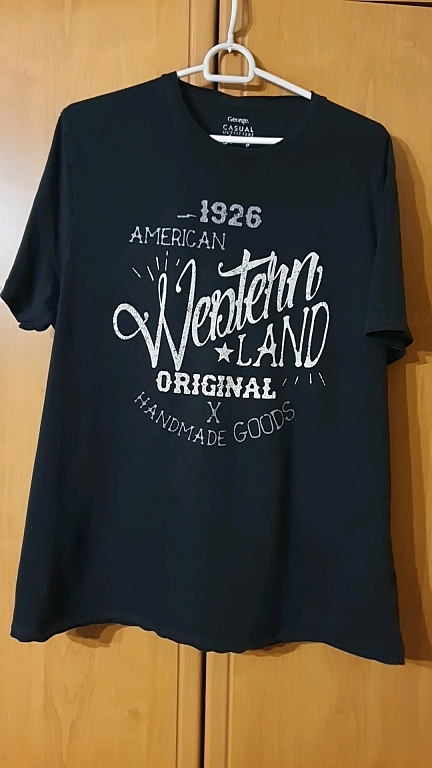 George.
CASUAL
1926
AMERICAN
Western
LAND
ORIGINAL
X
HANDMADE GOODS